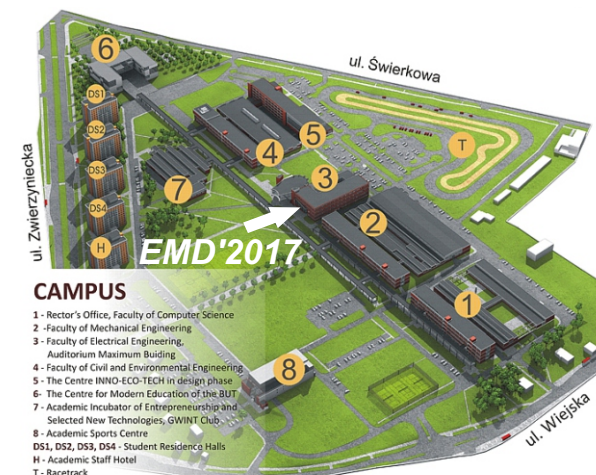 ul. Świerkowa
ul. Zwierzyniecka
ul. Wiejska
6
DS1
DS2
DS3
DS4
H
7
4
5
3
2
1
T
8
EMD'2017
CAMPUS
1 - Rector's Office, Faculty of Computer Science
2 -Faculty of Mechanical Engineering
3 - Faculty of Electrical Engineering,
Auditorium Maximum Buiding
4 - Faculty of Civil and Environmental Engineering
5 - The Centre INNO-ECO-TECH in design phase
6- The Centre for Modern Education of the BUT
7 - Academic Incubator of Entrepreneurship and
Selected New Technologies, GWINT Club
8 - Academic Sports Centre
DS1, DS2, DS3, DS4 - Student Residence Halls
H - Academic Staff Hotel
T - Racetrack